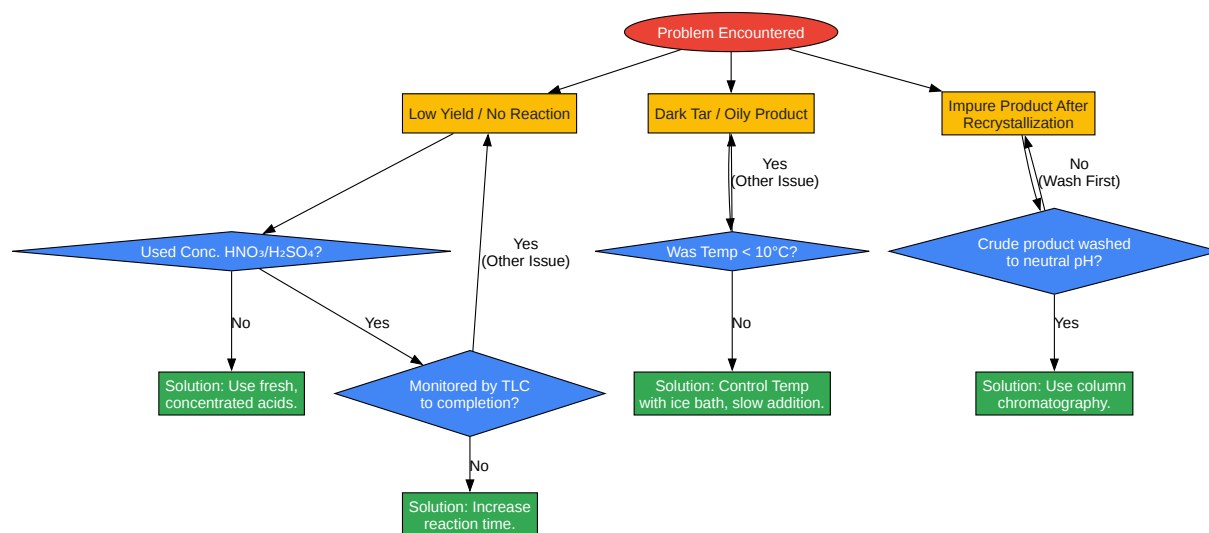 Problem Encountered
Low Yield / No Reaction
Dark Tar / Oily Product
Impure Product After
Recrystallization
Yes
(Other Issue)
No
(Wash First)
Used Conc. HNO₃/H₂SO₄?
Yes
(Other Issue)
Was Temp < 10°C?
Crude product washed
to neutral pH?
No
Yes
No
Yes
Solution: Use fresh,
concentrated acids.
Monitored by TLC
to completion?
Solution: Control Temp
with ice bath, slow addition.
Solution: Use column
chromatography.
No
Solution: Increase
reaction time.